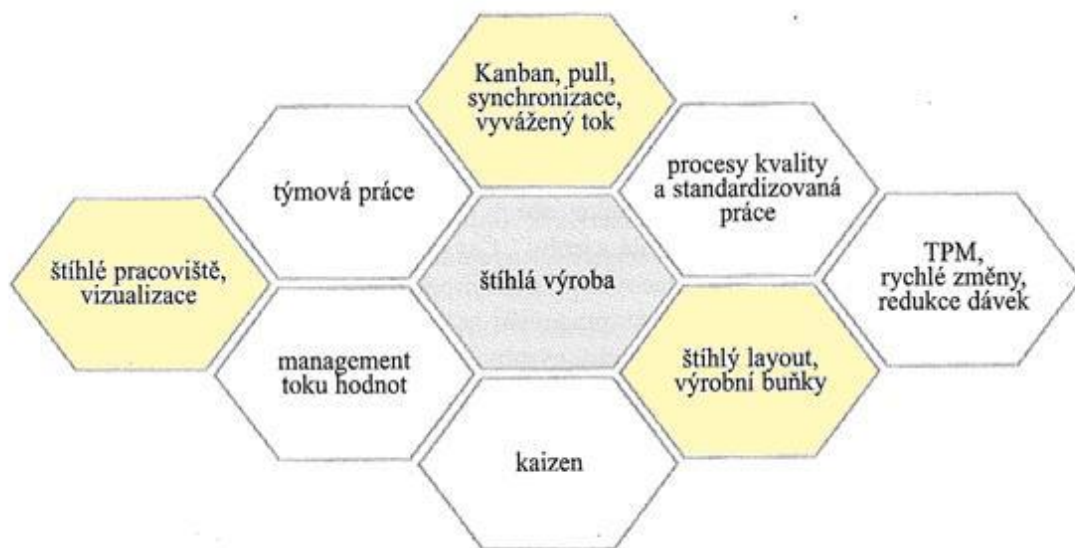 Kanban, pull,
synchronizace,
vyvážený tok
týmová práce
procesy kvality
a standardizovaná
práce
štíhlé pracoviště,
vizualizace
štíhlá výroba
TPM,
rychlé změny,
redukce dávek
management
toku hodnot
štíhlý layout,
výrobní buňky
kaizen